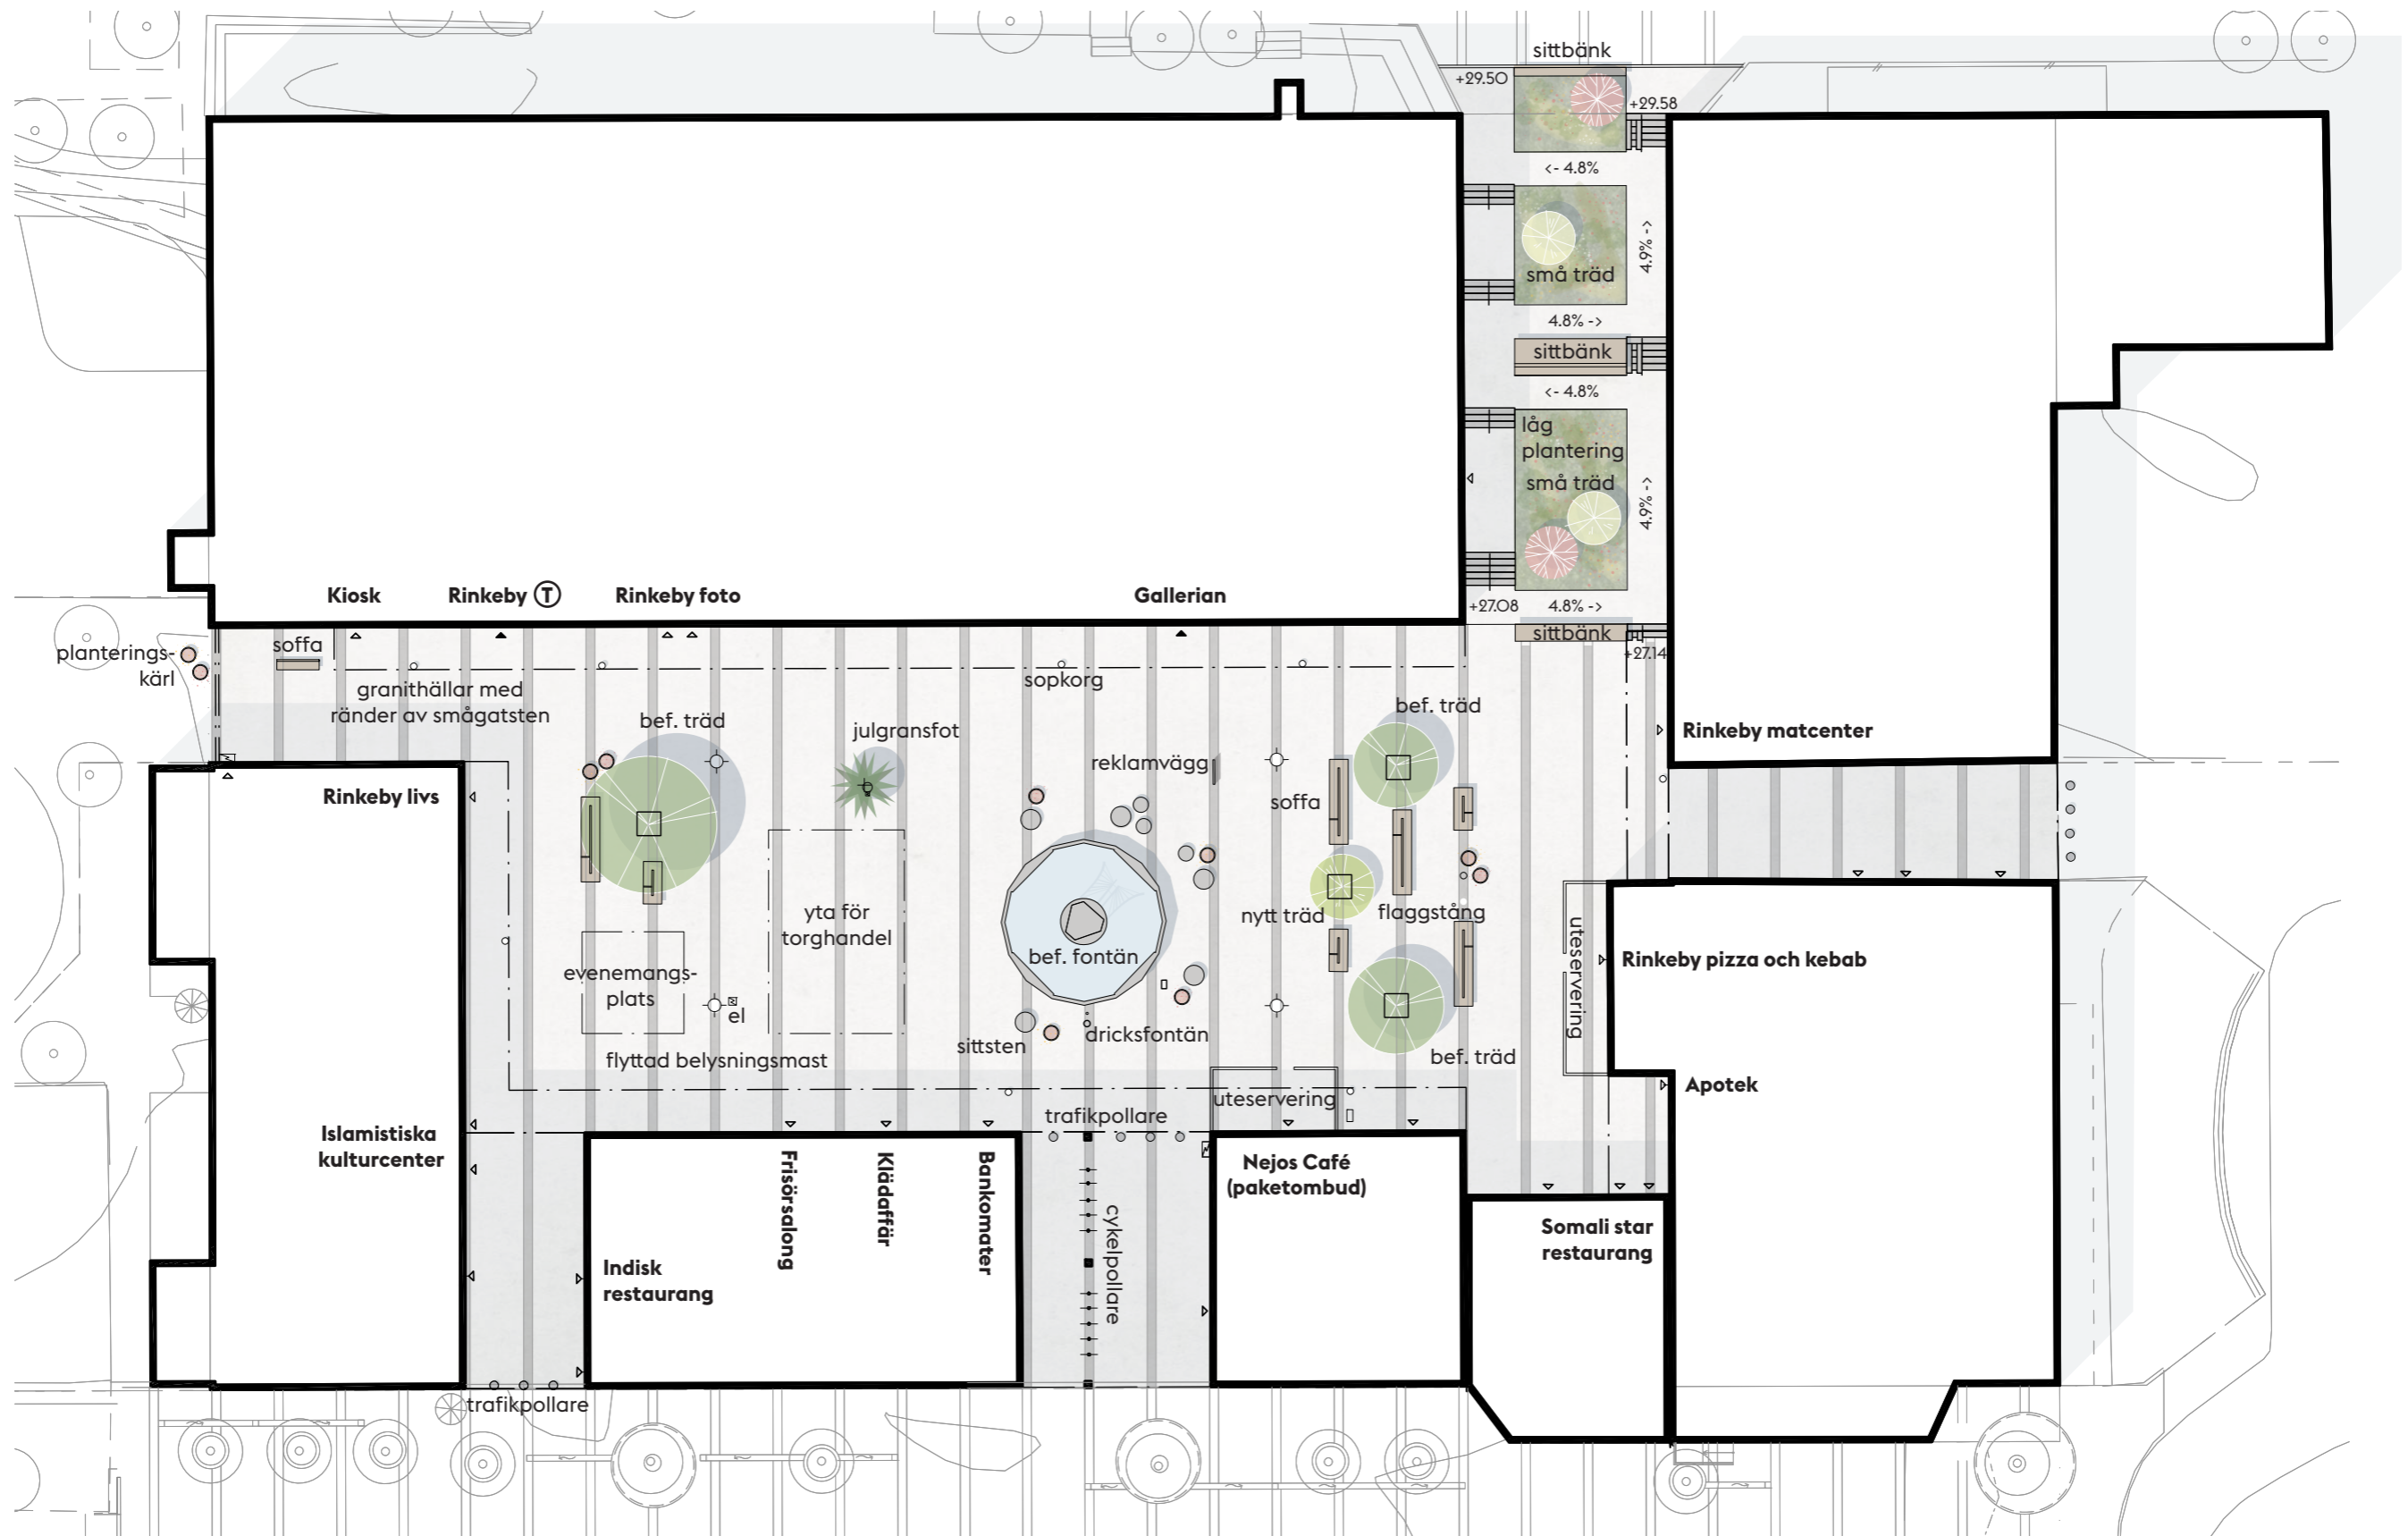 sittbänk
+29.50
+29.58
<- 4.8%
4.9% ->
små träd
4.8% ->
sittbänk
<- 4.8%
låg
plantering
små träd
4.9% ->
+27.08
4.8% ->
sittbänk
+27.14
Kiosk
Rinkeby T
Rinkeby foto
Gallerian
planterings-
kärl
soffa
granithällar med
ränder av smågatsten
sopkorg
bef. träd
julgransfot
reklamvägg
bef. träd
soffa
Rinkeby matcenter
Rinkeby livs
yta för
torghandel
evenemangs-
plats
el
flyttad belysningsmast
bef. fontän
sittsten
dricksfontän
nytt träd
flaggstång
bef. träd
uteservering
Rinkeby pizza och kebab
Apotek
uteservering
trafikpollare
Islamistiska
kulturcenter
Indisk
restaurang
Frisörsalong
Klädaffär
Bankomater
cykelpollare
Nejos Café
(paketombud)
Somali star
restaurang
trafikpollare